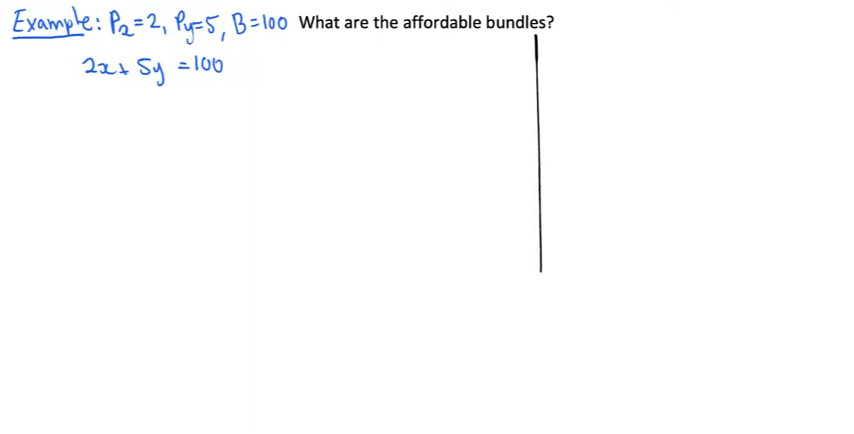 Example: Px=2, Py=5, B=100 What are the affordable bundles?
2x+ 5y =100